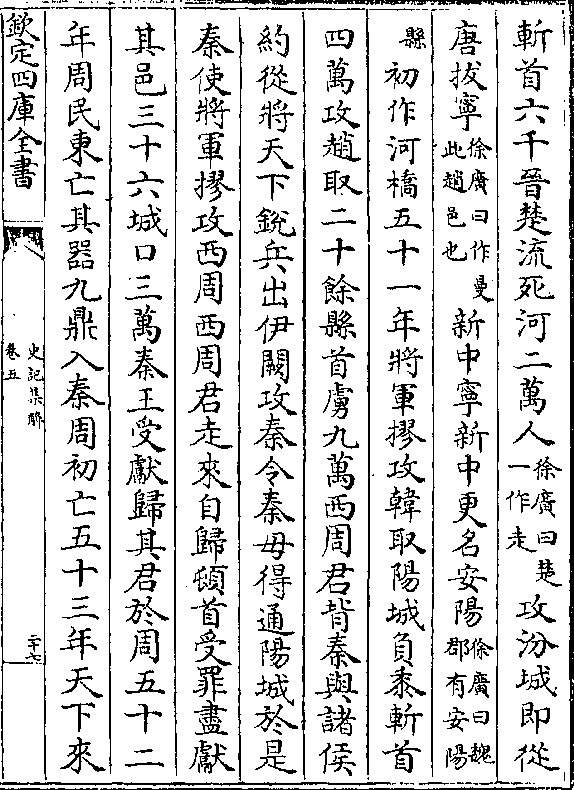 斬首六千晉楚流死河二萬人徐廣曰楚一作走攻汾城即從
唐拔寧徐廣曰作曼此趙邑也新中寧新中更名安陽徐廣曰魏郡有安陽
縣初作河橋五十一年將軍摎攻韓取陽城負黍斬首
四萬攻趙取二十餘縣首虜九萬西周君背秦與諸侯
約從將天下銳兵出伊闕攻秦令秦毋得通陽城於是
秦使將軍摎攻西周西周君走來自歸頓首受罪盡獻
其邑三十六城口三萬秦王受獻歸其君於周五十二
年周民東亡其器九鼎入秦周初亡五十三年天下來
欽定四庫全書
史記集解
卷五
二十七